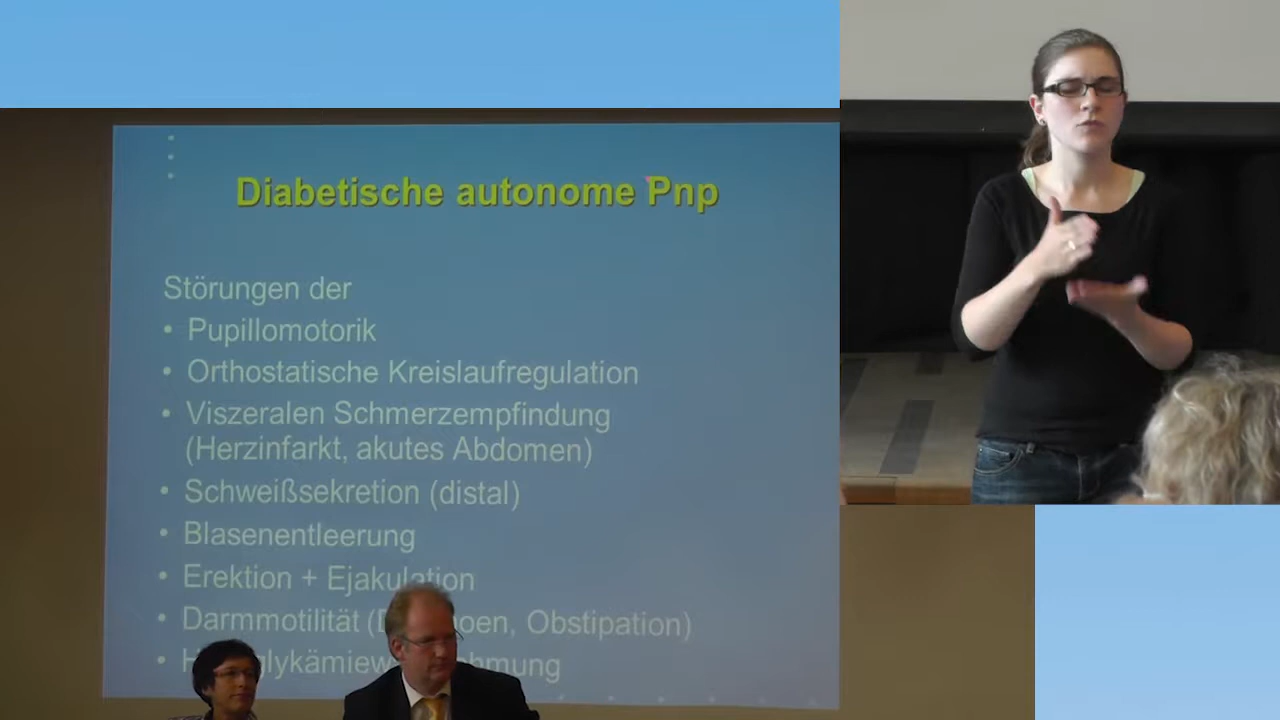 Diabetische autonome Pnp
Störungen der
• Pupillomotorik
• Orthostatische Kreislaufregulation
• Viszeralen Schmerzempfindung
(Herzinfarkt, akutes Abdomen)
• Schweißsekretion (distal)
• Blasenentleerung
• Erektion + Ejakulation
• Darmmotilität Obstipation)